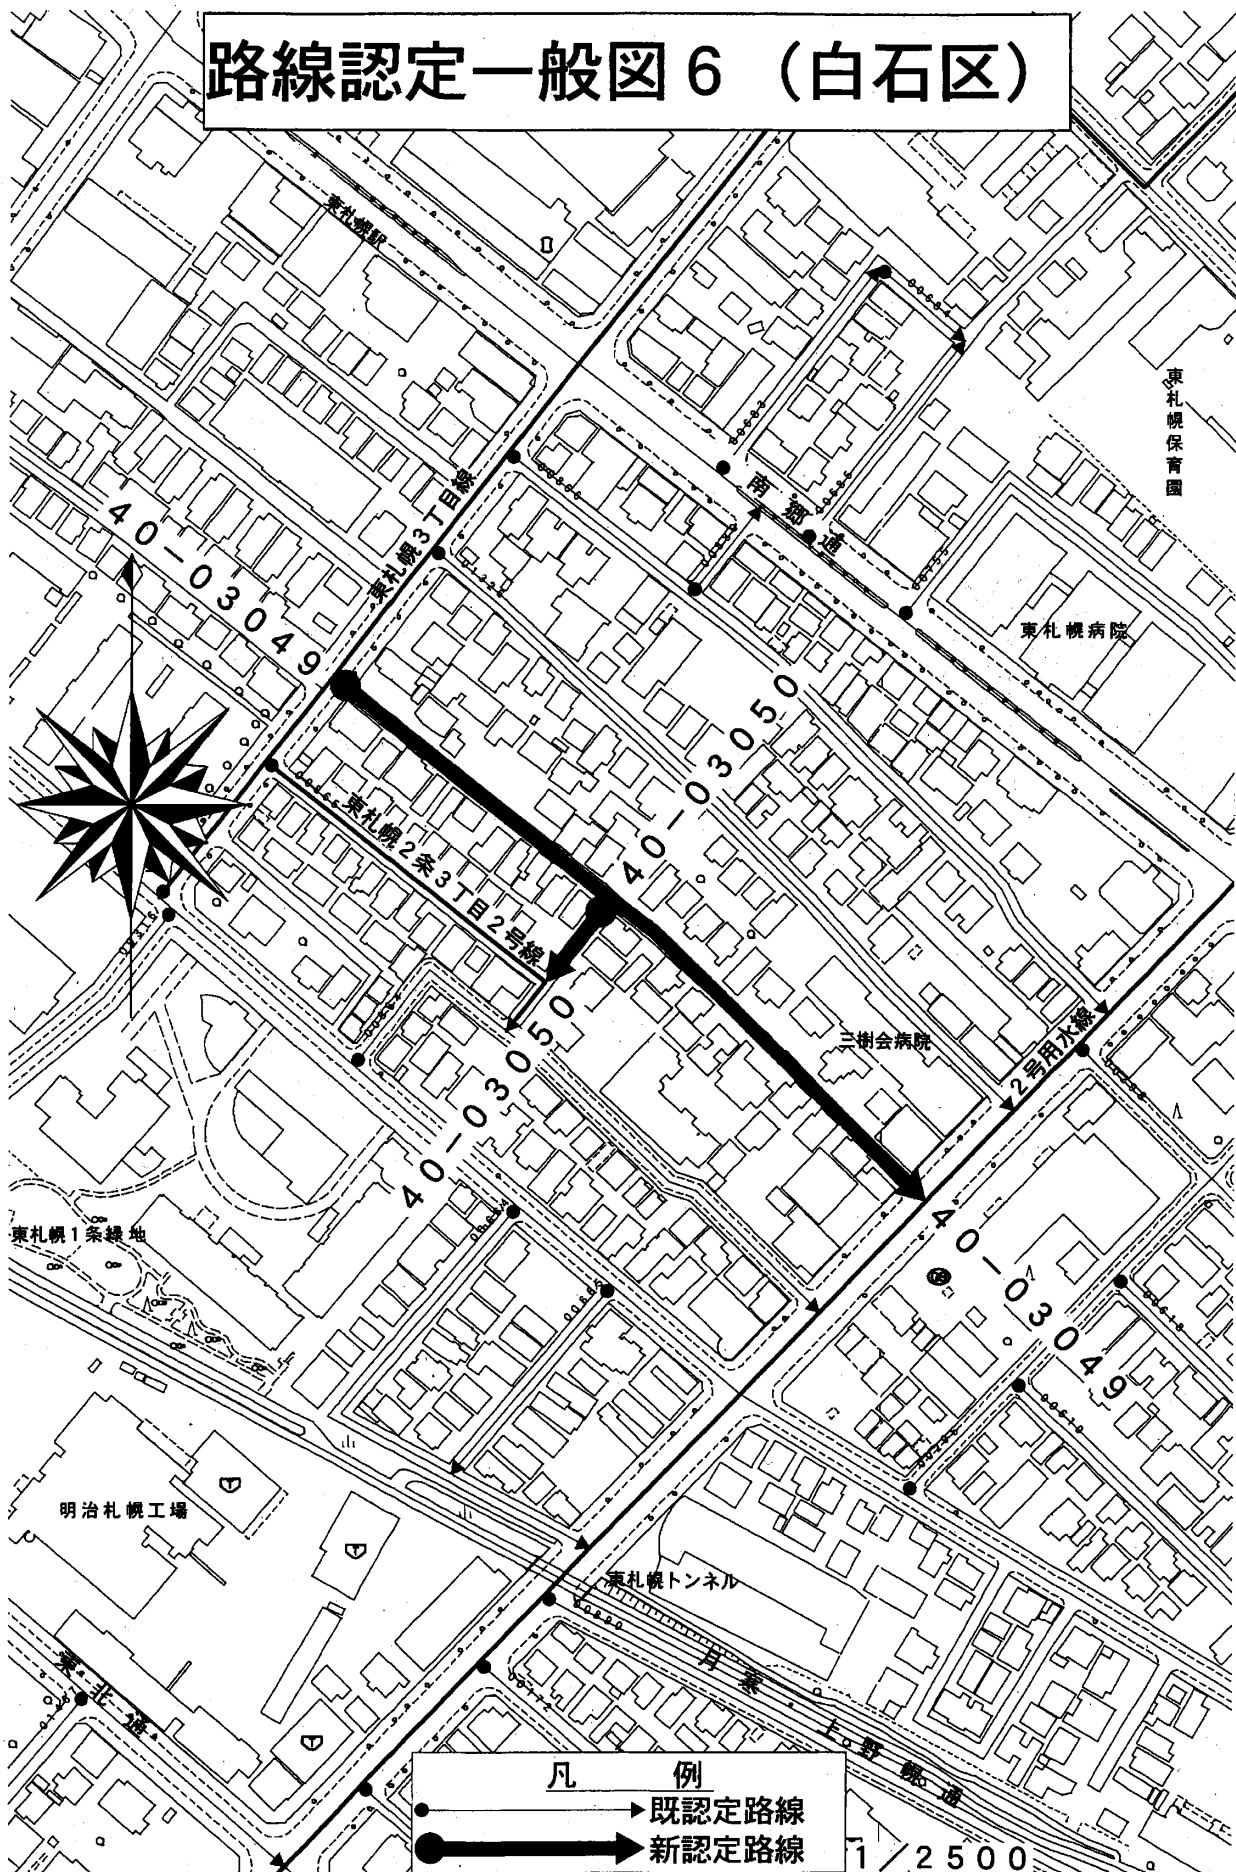 路線認定一般図６（白石区）
東札幌駅
東札幌保育園
南郷通
東札幌３丁目線
40-03049
東札幌病院
40-03050
東札幌２条３丁目２号線
三樹会病院
２号用水線
40-03050
東札幌１条緑地
40-03049
明治札幌工場
東札幌トンネル
月寒・上野幌通
東北通
凡　例
既認定路線
新認定路線
1／2500